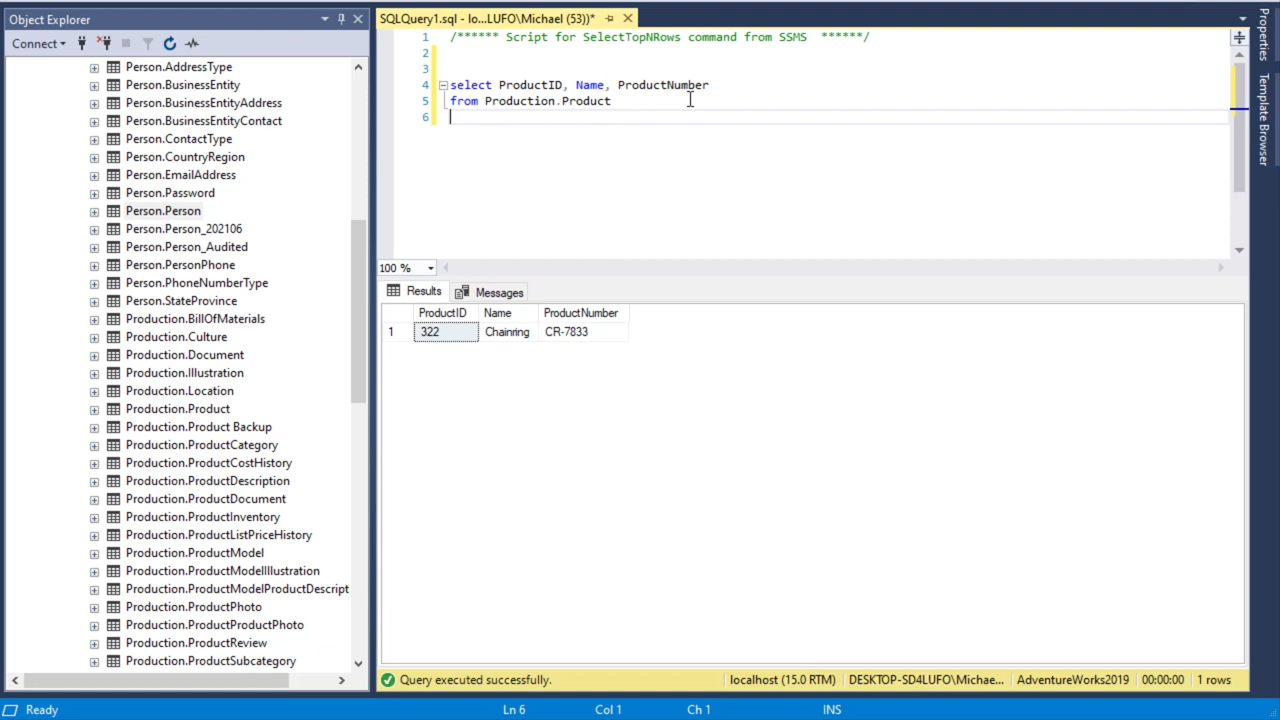 Object Explorer
Connect
Person.AddressType
Person.BusinessEntity
Person.BusinessEntityAddress
Person.BusinessEntityContact
Person.ContactType
Person.CountryRegion
Person.EmailAddress
Person.Password
Person.Person
Person.Person_202106
Person.Person_Audited
Person.PersonPhone
Person.PhoneNumberType
Person.StateProvince
Production.BillOfMaterials
Production.Culture
Production.Document
Production.Illustration
Production.Location
Production.Product
Production.Product Backup
Production.ProductCategory
Production.ProductCostHistory
Production.ProductDescription
Production.ProductDocument
Production.ProductInventory
Production.ProductListPriceHistory
Production.ProductModel
Production.ProductModelIllustration
Production.ProductModelProductDescript
Production.ProductPhoto
Production.ProductProductPhoto
Production.ProductReview
Production.ProductSubcategory
SQLQuery1.sql - lo...LUFO\Michael (53))*
1 /****** Script for SelectTopNRows command from SSMS ******/
2
3
4 select ProductID, Name, ProductNumber
5 from Production.Product
6
100 %
Results Messages
ProductID Name ProductNumber
1 322 Chainring CR-7833
Query executed successfully. localhost (15.0 RTM) DESKTOP-SD4LUFO\Michae... AdventureWorks2019 00:00:00 1 rows
Properties
Template Browser
Ready Ln 6 Col 1 Ch 1 INS